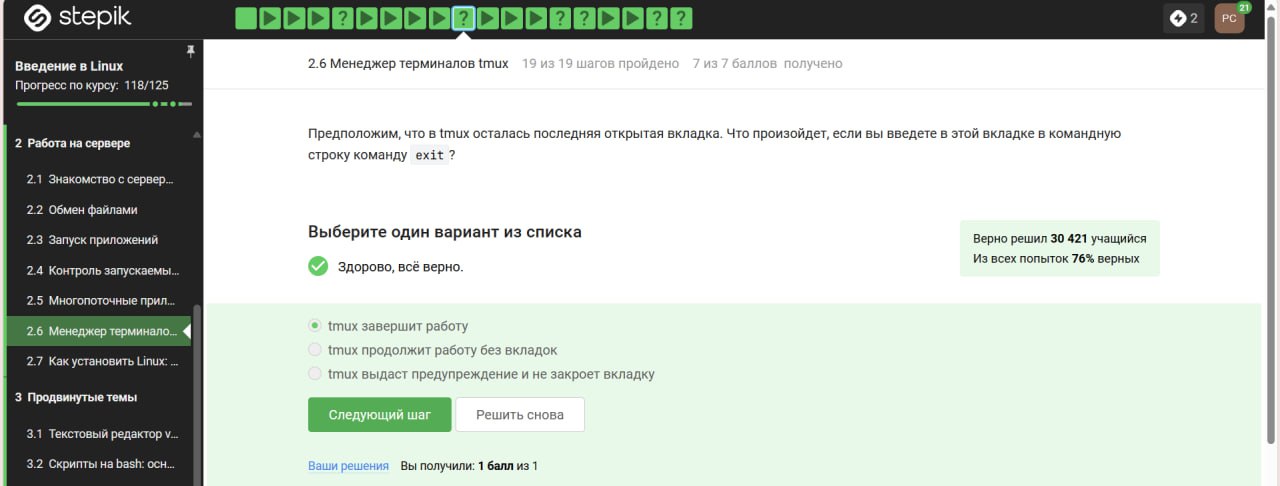 stepik
? ? ? ? ? ?
2
PC
21
Введение в Linux
Прогресс по курсу: 118/125
2.6 Менеджер терминалов tmux 19 из 19 шагов пройдено 7 из 7 баллов получено
2 Работа на сервере
2.1 Знакомство с сервер...
2.2 Обмен файлами
2.3 Запуск приложений
2.4 Контроль запускаемы...
2.5 Многопоточные прил...
2.6 Менеджер терминало...
2.7 Как установить Linux: ...
3 Продвинутые темы
3.1 Текстовый редактор v...
3.2 Скрипты на bash: осн...
Предположим, что в tmux осталась последняя открытая вкладка. Что произойдет, если вы введете в этой вкладке в командную
строку команду exit ?
Выберите один вариант из списка
Здорово, всё верно.
Верно решил 30 421 учащийся
Из всех попыток 76% верных
tmux завершит работу
tmux продолжит работу без вкладок
tmux выдаст предупреждение и не закроет вкладку
Следующий шаг
Решить снова
Ваши решения Вы получили: 1 балл из 1